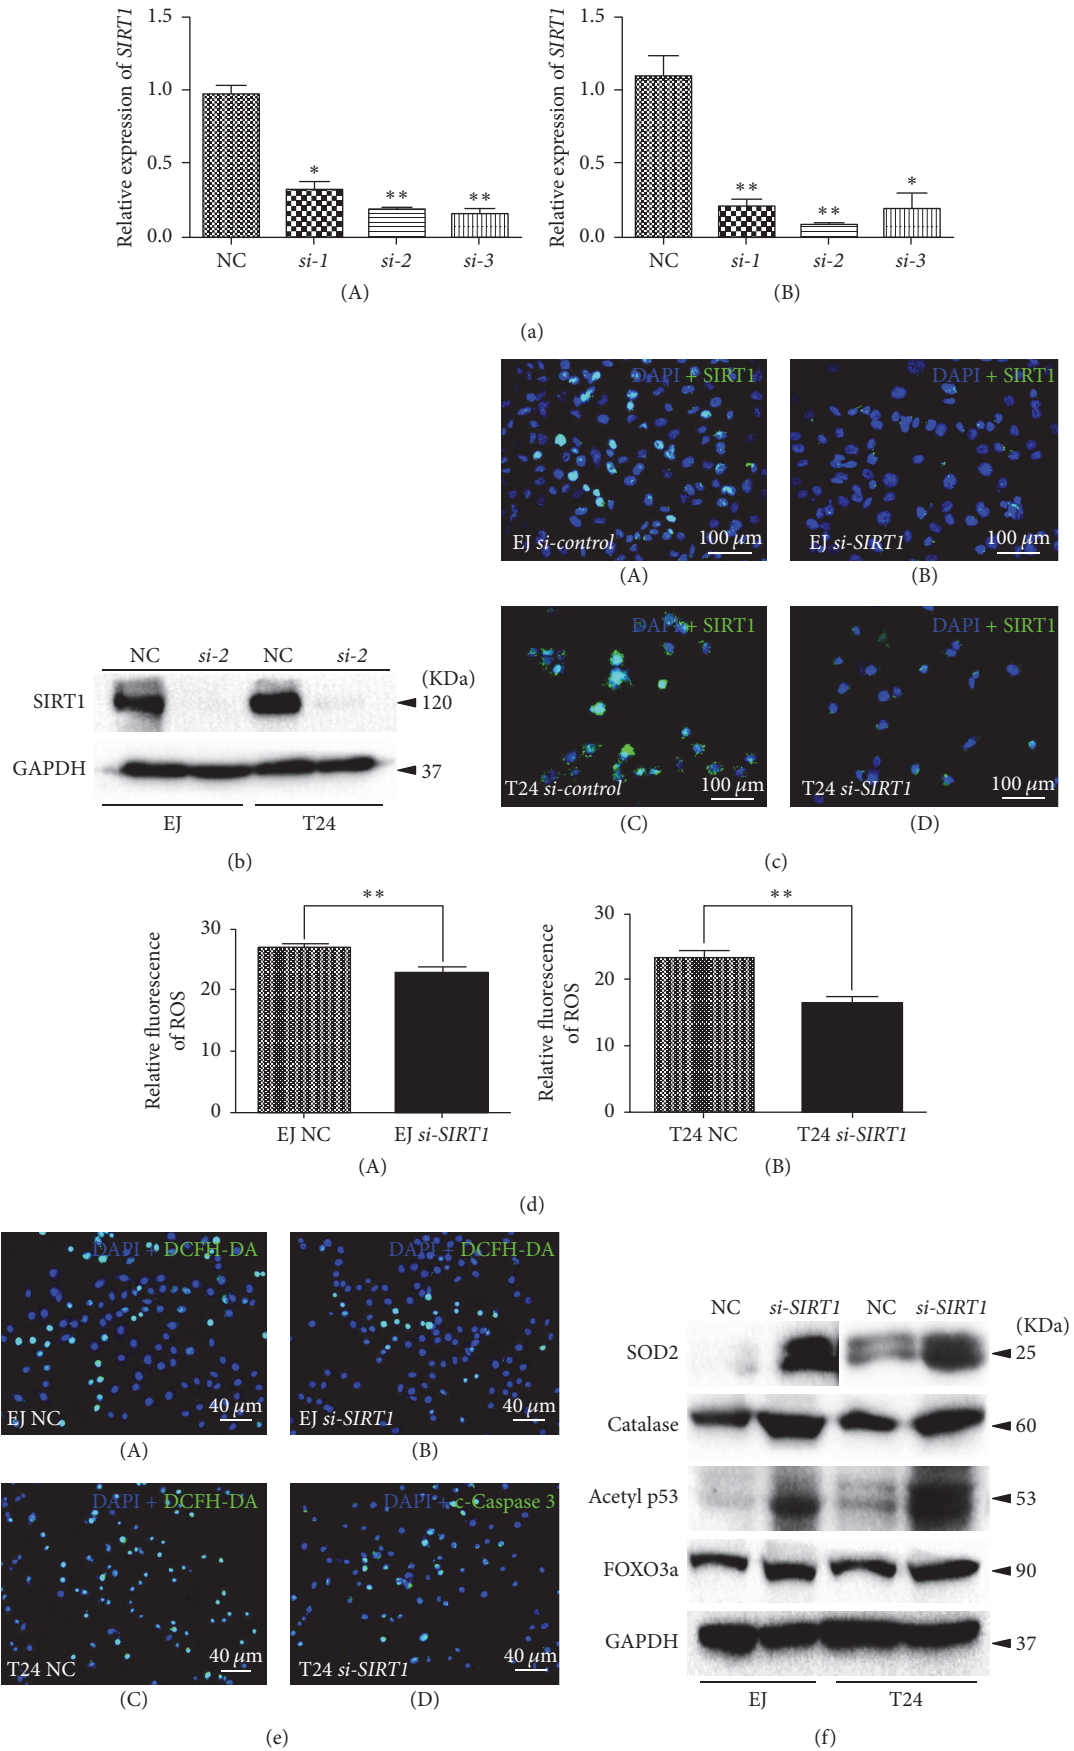 1.5
1.0
0.5
0.0
Relative expression of SIRT1
*
**
**
NC
si-1
si-2
si-3
(A)
1.5
1.0
0.5
0.0
Relative expression of SIRT1
**
**
*
NC
si-1
si-2
si-3
(B)
(a)
DAPI + SIRT1
EJ si-control
100 µm
(A)
DAPI + SIRT1
EJ si-SIRT1
100 µm
(B)
DAPI + SIRT1
T24 si-control
100 µm
(C)
DAPI + SIRT1
T24 si-SIRT1
100 µm
(D)
(c)
NC si-2 NC si-2
(KDa)
SIRT1
120
GAPDH
37
EJ T24
(b)
**
30
20
10
0
Relative fluorescence
of ROS
EJ NC
EJ si-SIRT1
(A)
**
30
20
10
0
Relative fluorescence
of ROS
T24 NC
T24 si-SIRT1
(B)
(d)
DAPI + DCFH-DA
EJ NC
40 µm
(A)
DAPI + DCFH-DA
EJ si-SIRT1
40 µm
(B)
DAPI + DCFH-DA
T24 NC
40 µm
(C)
DAPI + c-Caspase 3
T24 si-SIRT1
40 µm
(D)
(e)
NC si-SIRT1 NC si-SIRT1
(KDa)
SOD2
25
Catalase
60
Acetyl p53
53
FOXO3a
90
GAPDH
37
EJ T24
(f)